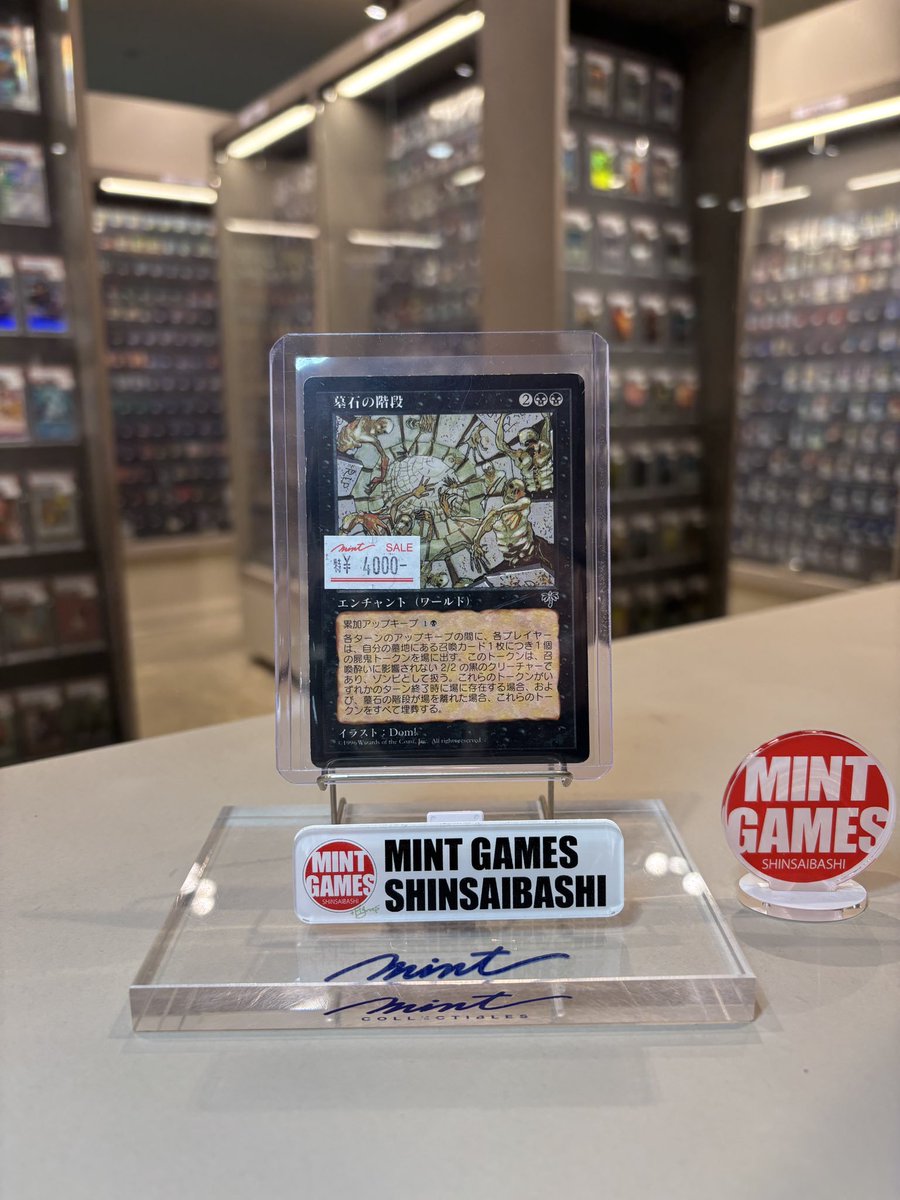 墓石の階段 2
mint SALE
特¥ 4000-
エンチャント（ワールド）
累加アップキープ 1
各ターンのアップキープの間に、各プレイヤー
は、自分の墓地にある召喚カード1枚につき1個
の屍鬼トークンを場に出す。このトークンは、召
喚酔いに影響されない 2/2 の黒のクリーチャーで
あり、ゾンビとして扱う。これらのトークンがい
ずれかのターン終了時に場に存在する場合、およ
び、墓石の階段が場を離れた場合、これらのトー
クンをすべて埋費する。
イラスト：Dom!
©1996 Wizards of the Coast, Inc. All rights reserved.
MINT
GAMES
SHINSAIBASHI
MINT GAMES
SHINSAIBASHI
MINT
GAMES
SHINSAIBASHI
mint
mint
COLLECTIBLES